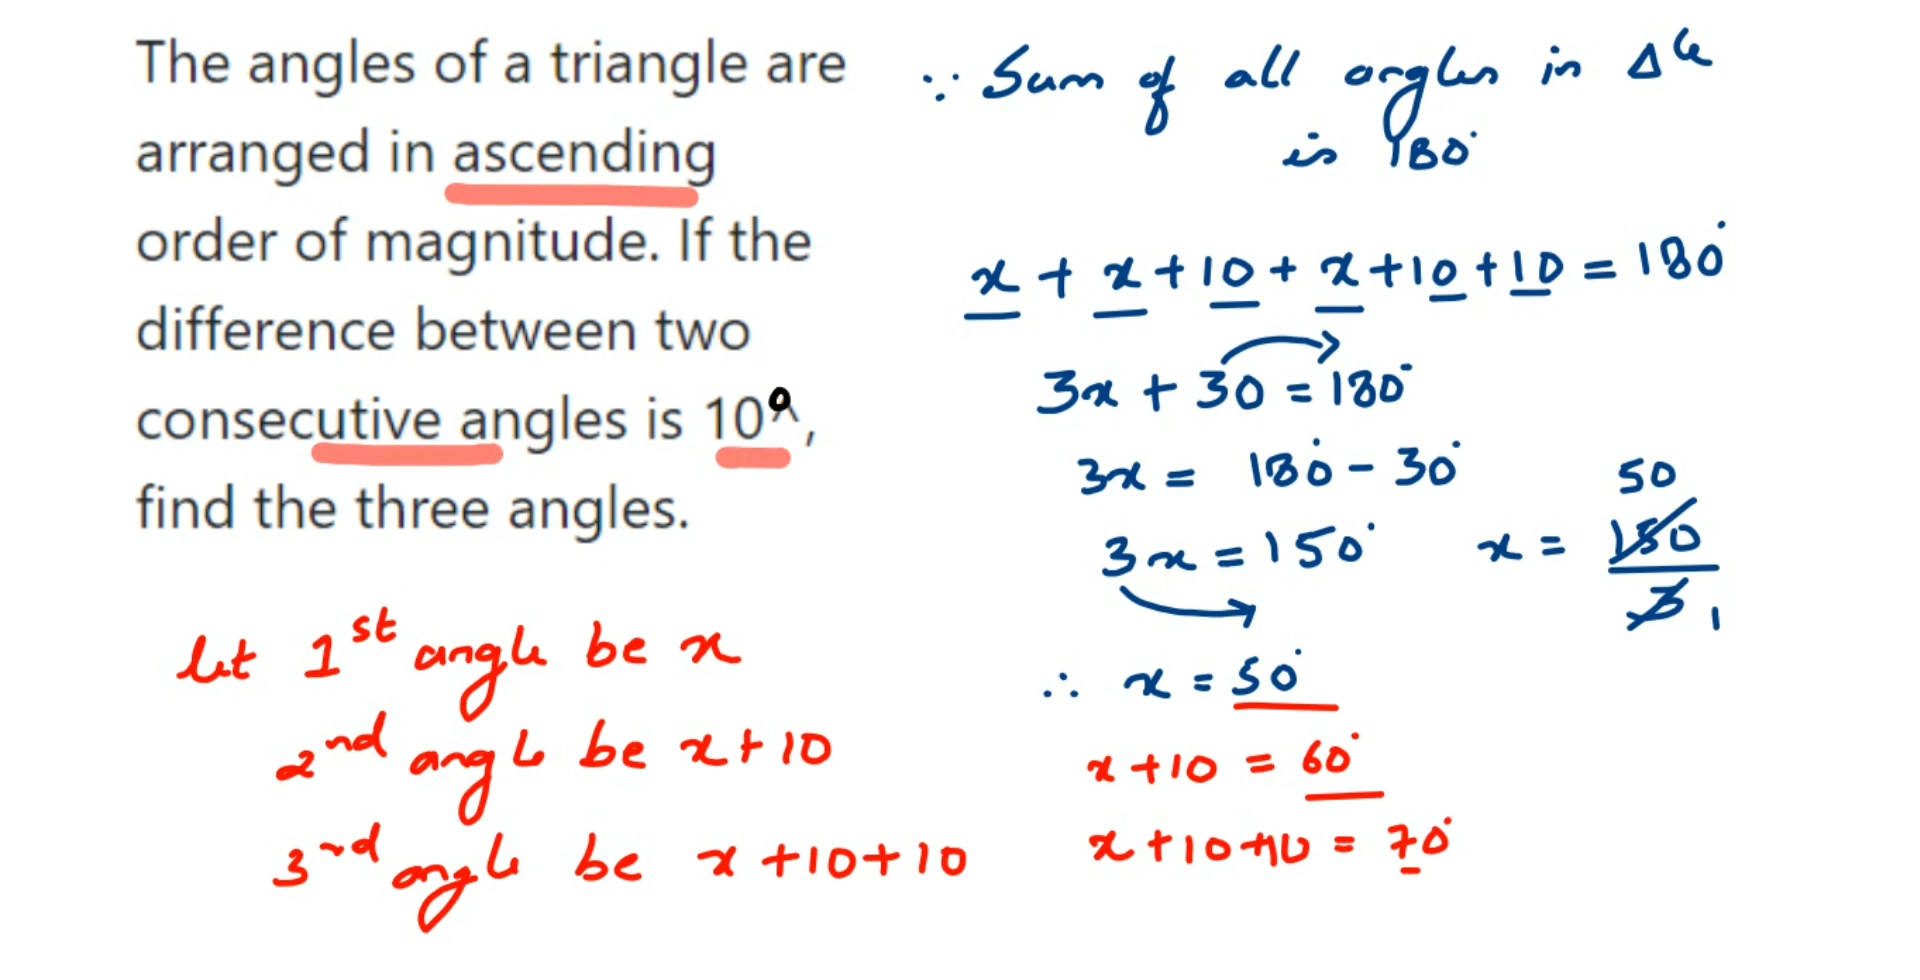 The angles of a triangle are
arranged in ascending
order of magnitude. If the
difference between two
consecutive angles is 10^o,
find the three angles.
let 1st angle be x
2nd angle be x+10
3rd angle be x+10+10
∵ Sum of all angles in Δle
is 180°
x + x + 10 + x + 10 + 10 = 180°
3x + 30 = 180°
3x = 180° - 30°
3x = 150°
x = 150/3
50
1
∴ x = 50°
x + 10 = 60°
x + 10 + 10 = 70°